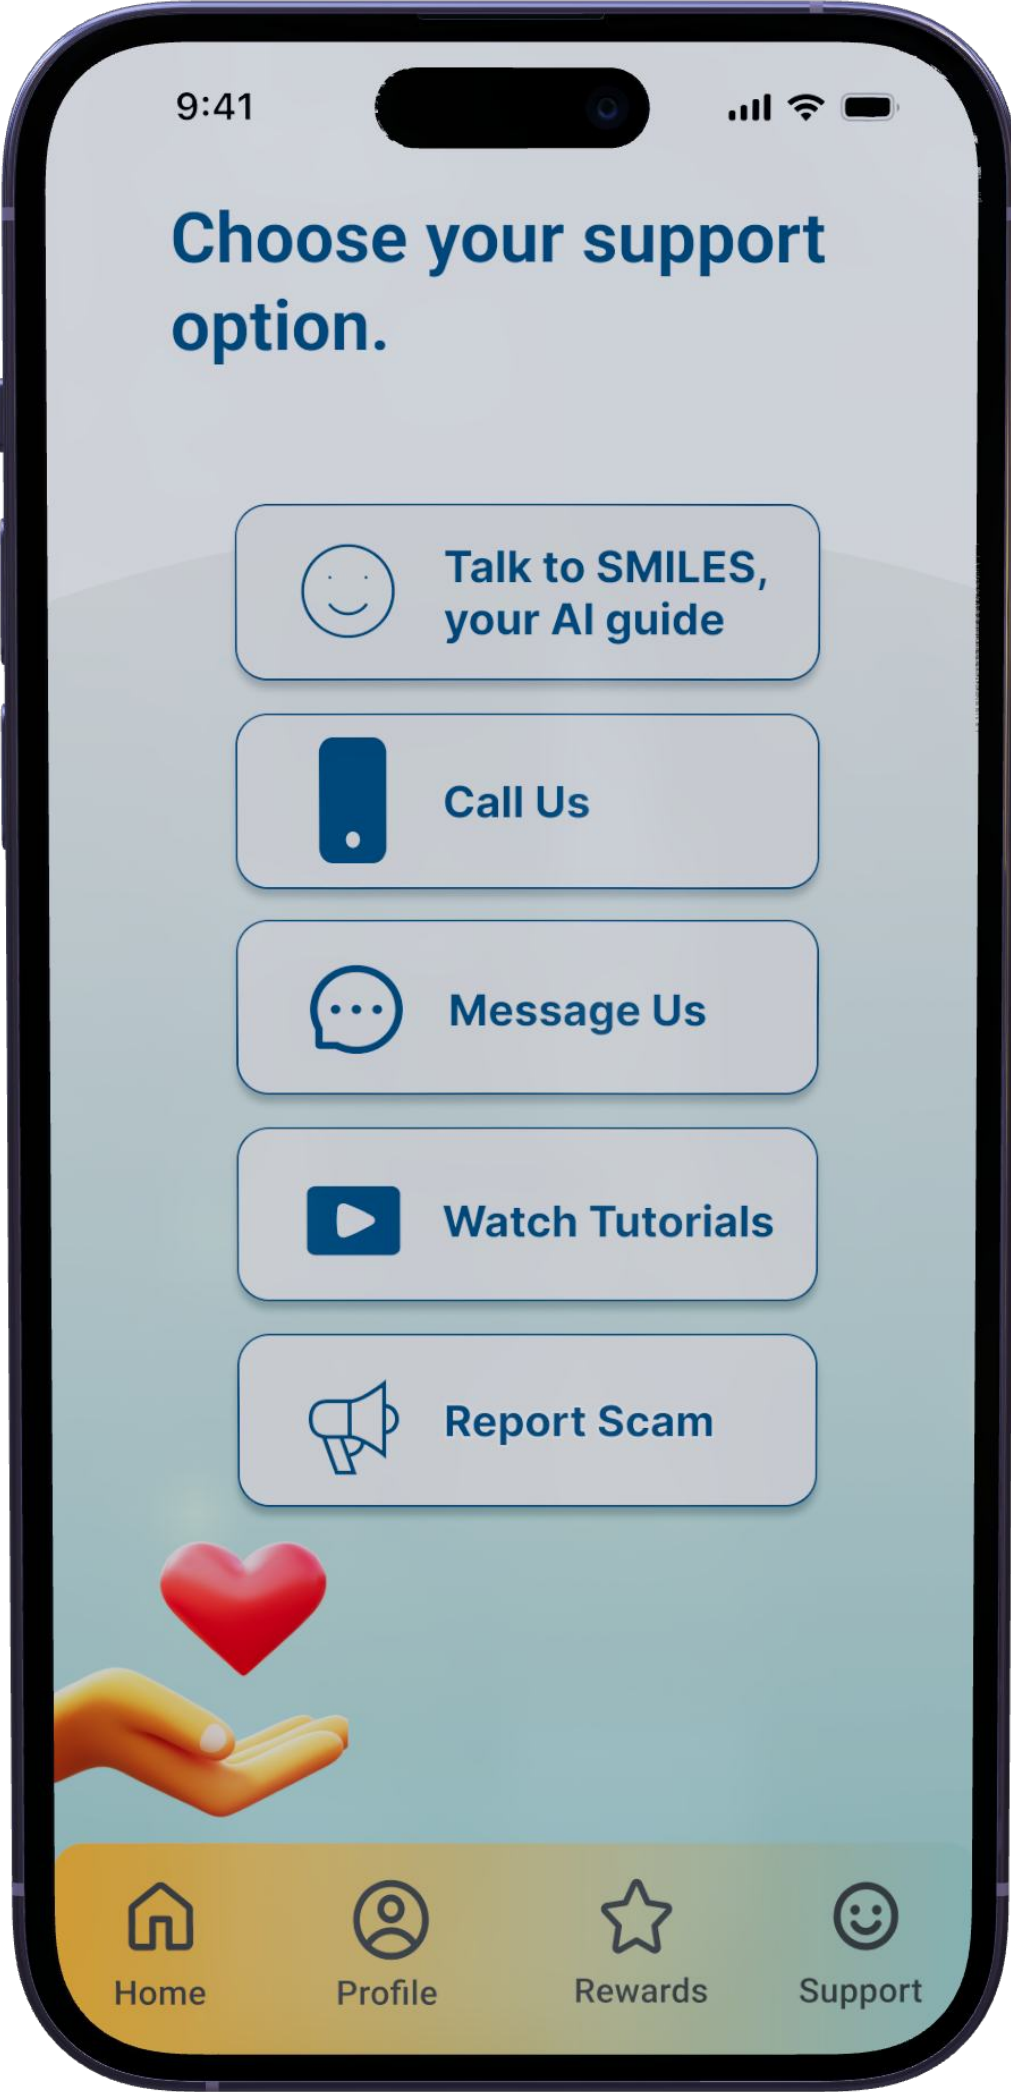 9:41
Choose your support
option.
Talk to SMILES,
your AI guide
Call Us
Message Us
Watch Tutorials
Report Scam
Home
Profile
Rewards
Support